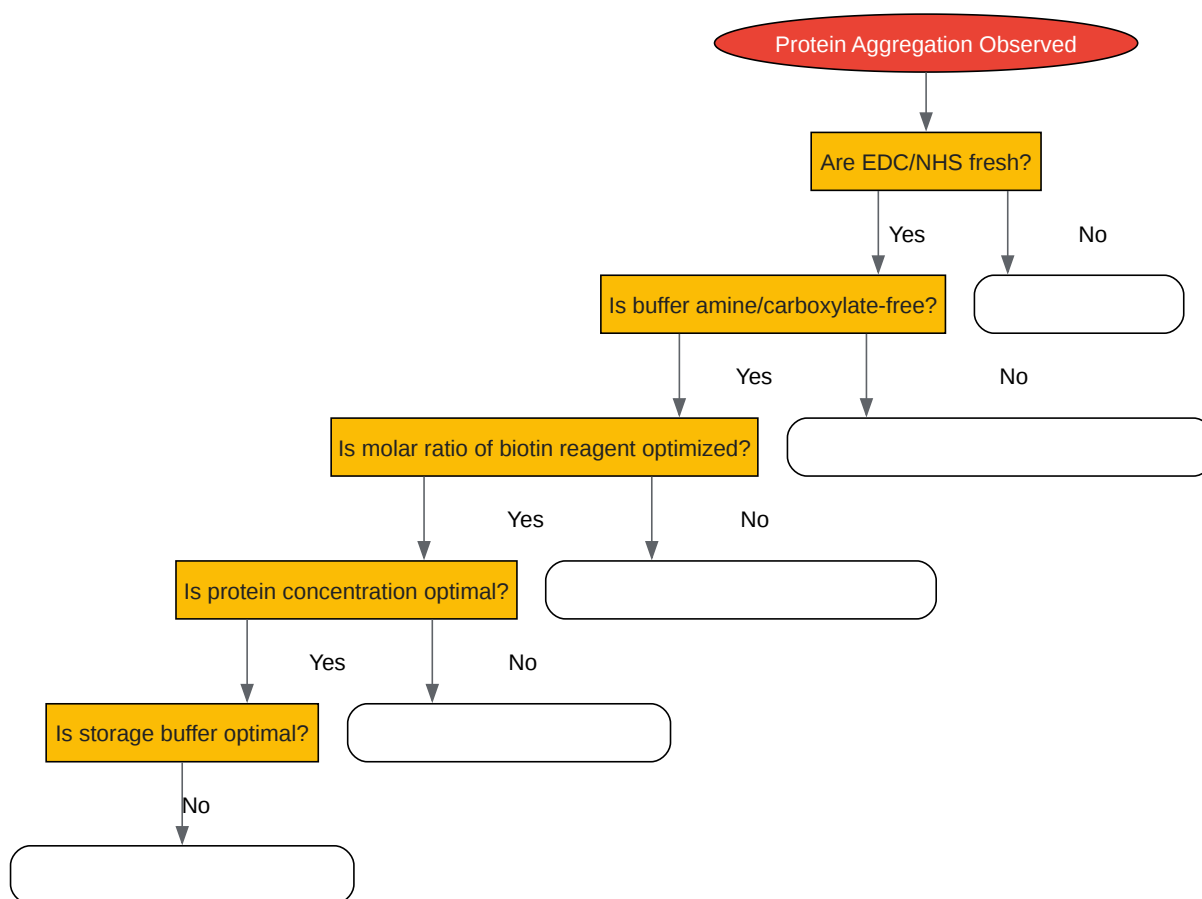 Protein Aggregation Observed
Are EDC/NHS fresh?
Yes
No
Is buffer amine/carboxylate-free?
Yes
No
Is molar ratio of biotin reagent optimized?
Yes
No
Is protein concentration optimal?
Yes
No
Is storage buffer optimal?
No